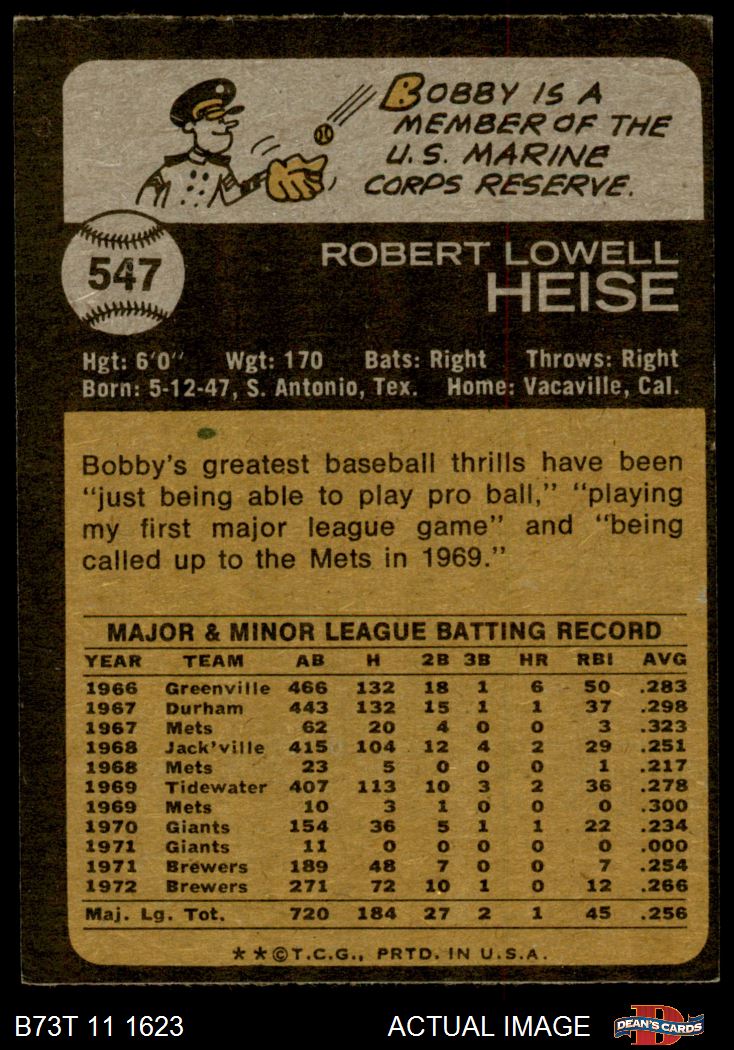 BOBBY IS A
MEMBER OF THE
U.S. MARINE
CORPS RESERVE.
547
ROBERT LOWELL
HEISE
Hgt: 6'0" Wgt: 170 Bats: Right Throws: Right
Born: 5-12-47, S. Antonio, Tex. Home: Vacaville, Cal.
Bobby's greatest baseball thrills have been
"just being able to play pro ball," "playing
my first major league game" and "being
called up to the Mets in 1969."
MAJOR & MINOR LEAGUE BATTING RECORD
YEAR TEAM AB H 2B 3B HR RBI AVG
1966 Greenville 466 132 18 1 6 50 .283
1967 Durham 443 132 15 1 1 37 .298
1967 Mets 62 20 4 0 0 3 .323
1968 Jack'ville 415 104 12 4 2 29 .251
1968 Mets 23 5 0 0 0 1 .217
1969 Tidewater 407 113 10 3 2 36 .278
1969 Mets 10 3 1 0 0 0 .300
1970 Giants 154 36 5 1 1 22 .234
1971 Giants 11 0 0 0 0 0 .000
1971 Brewers 189 48 7 0 0 7 .254
1972 Brewers 271 72 10 1 0 12 .266
Maj. Lg. Tot. 720 184 27 2 1 45 .256
**©T.C.G., PRTD. IN U.S.A.
B73T 11 1623 ACTUAL IMAGE DEAN'S CARDS